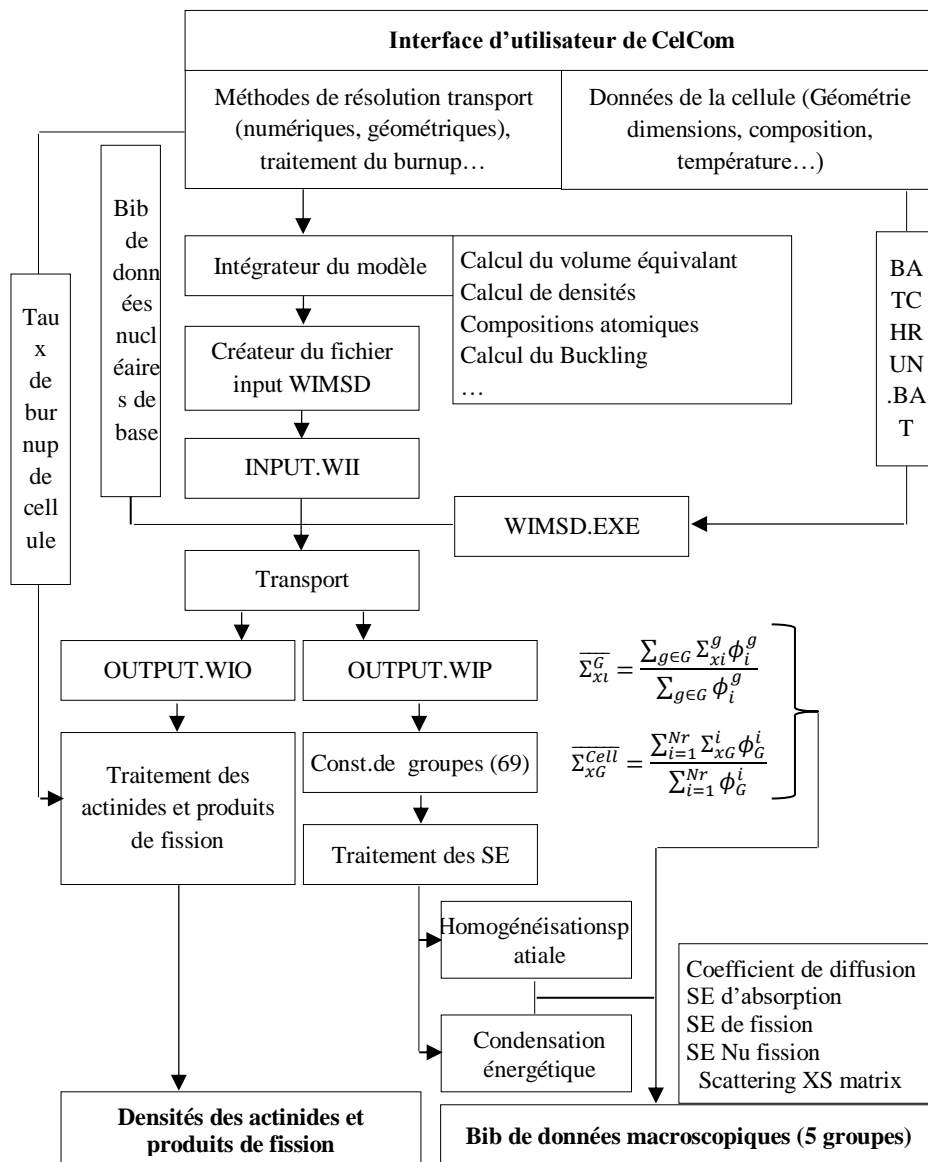 Interface d'utilisateur de CelCom
Méthodes de résolution transport
(numériques, géométriques),
traitement du burnup…
Données de la cellule (Géométrie
dimensions, composition,
température…)
Bib
de
donn
ées
nucl
éaire
s de
base
Tau
x
de
bur
nup
de
cell
ule
Intégrateur du modèle
Calcul du volume équivalant
Calcul de densités
Compositions atomiques
Calcul du Buckling
…
BA
TC
HR
UN
.BA
T
Créateur du fichier
input WIMSD
INPUT.WII
WIMSD.EXE
Transport
OUTPUT.WIO
OUTPUT.WIP
$\overline{\Sigma_{xi}^{G}} = \frac{\sum_{g \in G} \Sigma_{xi}^{g} \phi_{i}^{g}}{\sum_{g \in G} \phi_{i}^{g}}$
$\overline{\Sigma_{xG}^{Cell}} = \frac{\sum_{i=1}^{Nr} \Sigma_{xG}^{i} \phi_{G}^{i}}{\sum_{i=1}^{Nr} \phi_{G}^{i}}$
Traitement des
actinides et produits
de fission
Const.de groupes (69)
Traitement des SE
Homogénéisationsp
atiale
Condensation
énergétique
Coefficient de diffusion
SE d'absorption
SE de fission
SE Nu fission
Scattering XS matrix
Densités des actinides et
produits de fission
Bib de données macroscopiques (5 groupes)